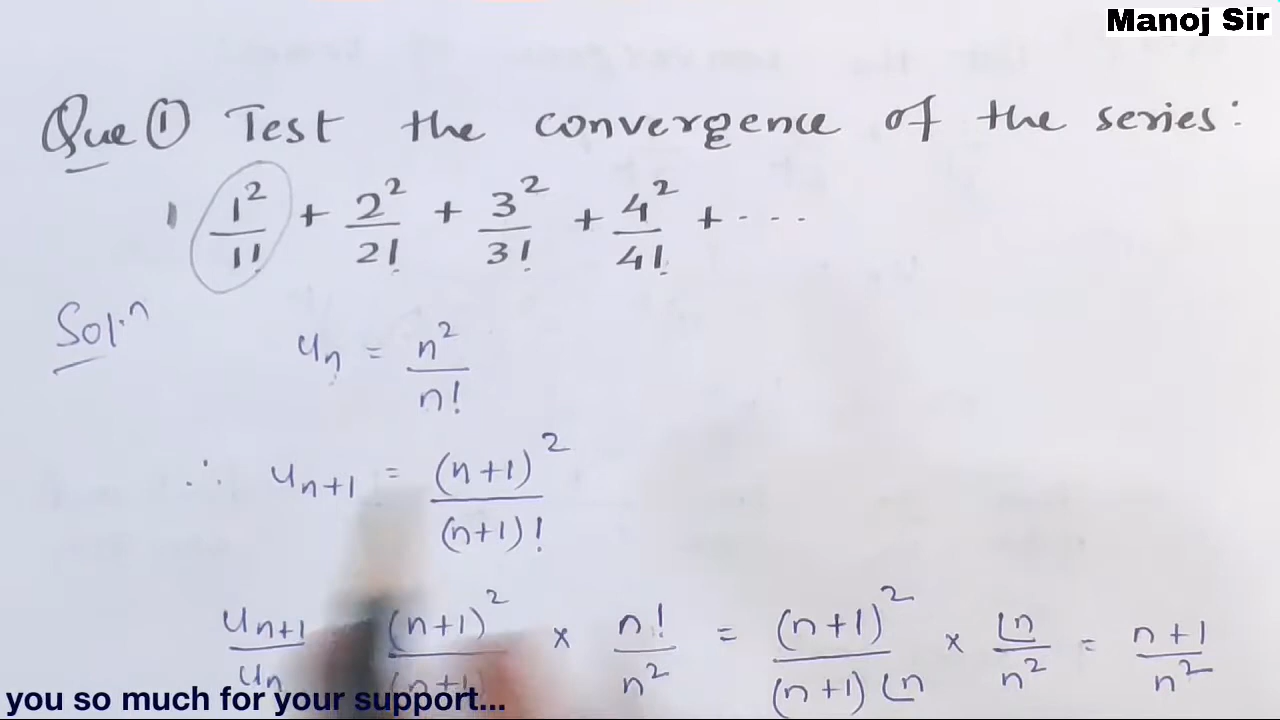 Manoj Sir
Que ① Test the convergence of the series:
1²/1! + 2²/2! + 3²/3! + 4²/4! + ....
Sol.ⁿ
uₙ = n²/n!
∴ uₙ₊₁ = (n+1)²/(n+1)!
uₙ₊₁/uₙ (n+1)²/(n+1) × n!/n² = (n+1)²/(n+1)⌊n × ⌊n/n² = n+1/n²
you so much for your support...